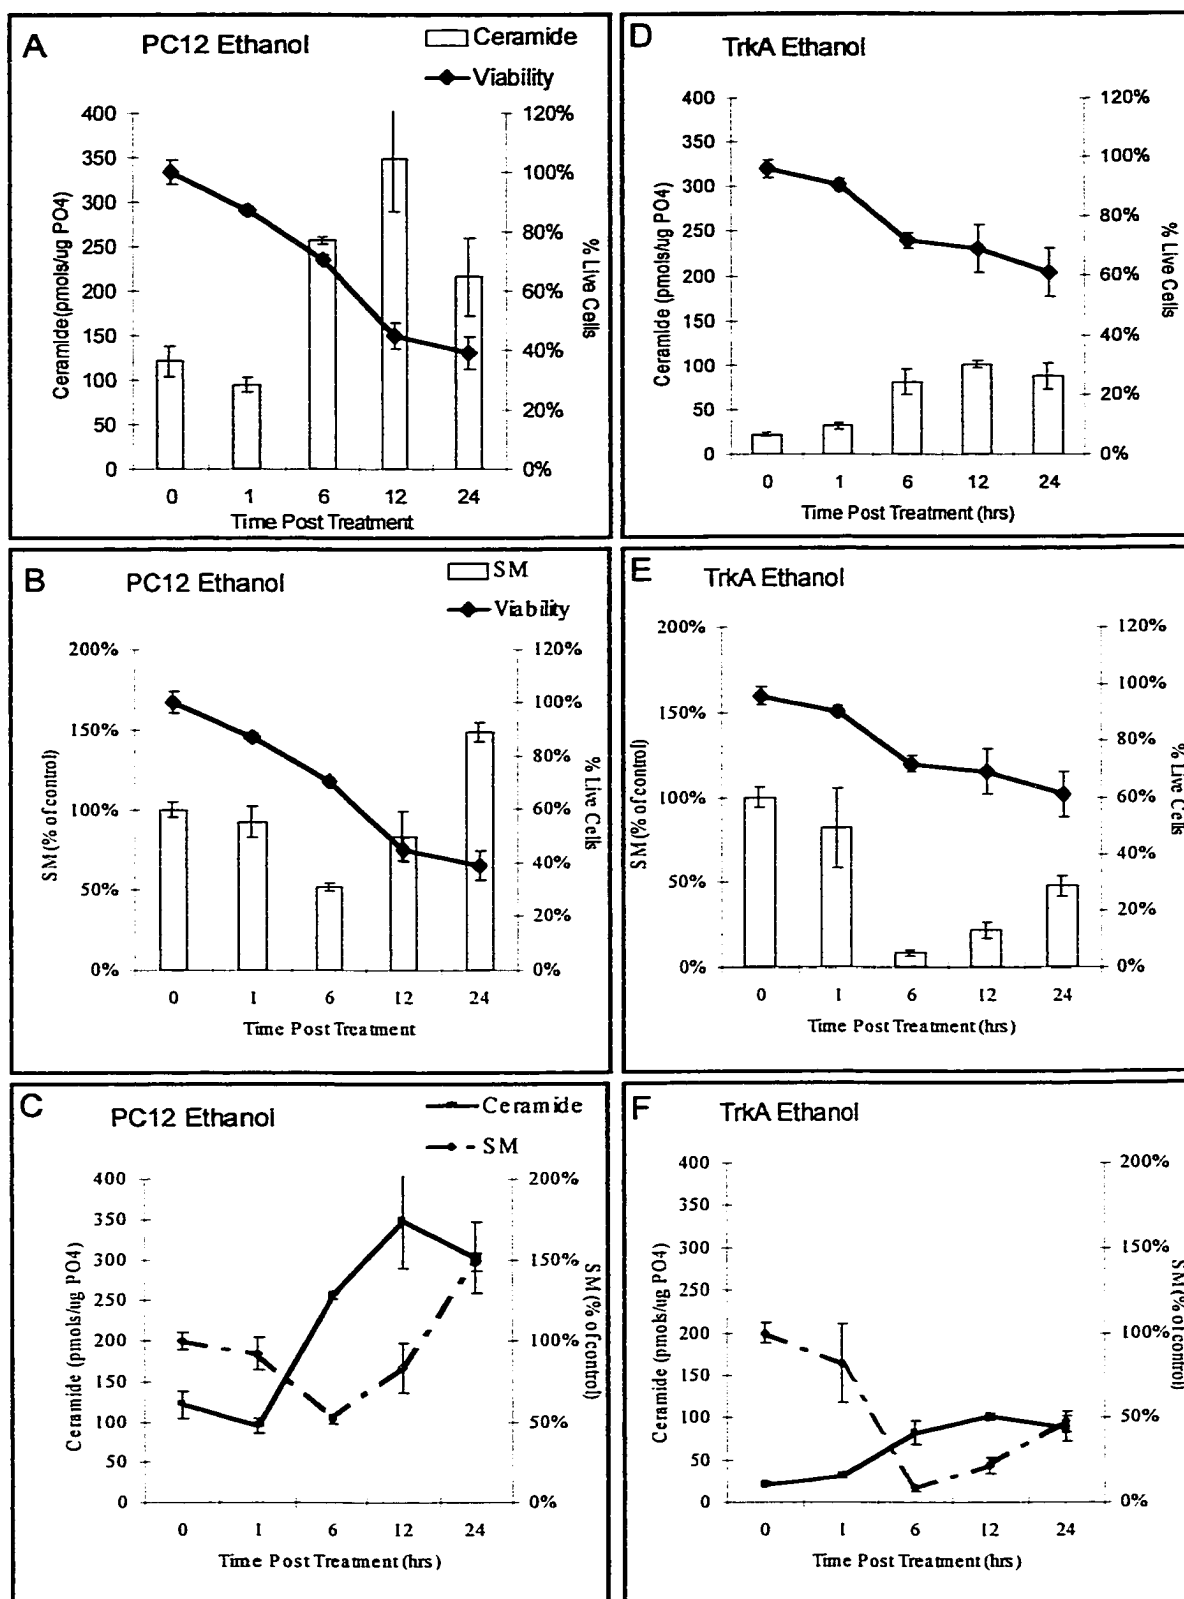 A
PC12 Ethanol
Ceramide
Viability
400
350
300
250
200
150
100
50
0
Ceramide(pmols/ug PO4)
120%
100%
80%
60%
40%
20%
0%
% Live Cells
0 1 6 12 24
Time Post Treatment
D
TrkA Ethanol
400
350
300
250
200
150
100
50
0
Ceramide (pmols/ug PO4)
120%
100%
80%
60%
40%
20%
0%
% Live Cells
0 1 6 12 24
Time Post Treatment (hrs)
B
PC12 Ethanol
SM
Viability
200%
150%
100%
50%
0%
SM (% of control)
120%
100%
80%
60%
40%
20%
0%
% Live Cells
0 1 6 12 24
Time Post Treatment
E
TrkA Ethanol
200%
150%
100%
50%
0%
SM (% of control)
120%
100%
80%
60%
40%
20%
0%
% Live Cells
0 1 6 12 24
Time Post Treatment (hrs)
C
PC12 Ethanol
Ceramide
SM
400
350
300
250
200
150
100
50
0
Ceramide (pmols/ug PO4)
200%
150%
100%
50%
0%
SM (% of control)
0 1 6 12 24
Time Post Treatment (hrs)
F
TrkA Ethanol
400
350
300
250
200
150
100
50
0
Ceramide (pmols/ug PO4)
200%
150%
100%
50%
0%
SM (% of control)
0 1 6 12 24
Time Post Treatment (hrs)